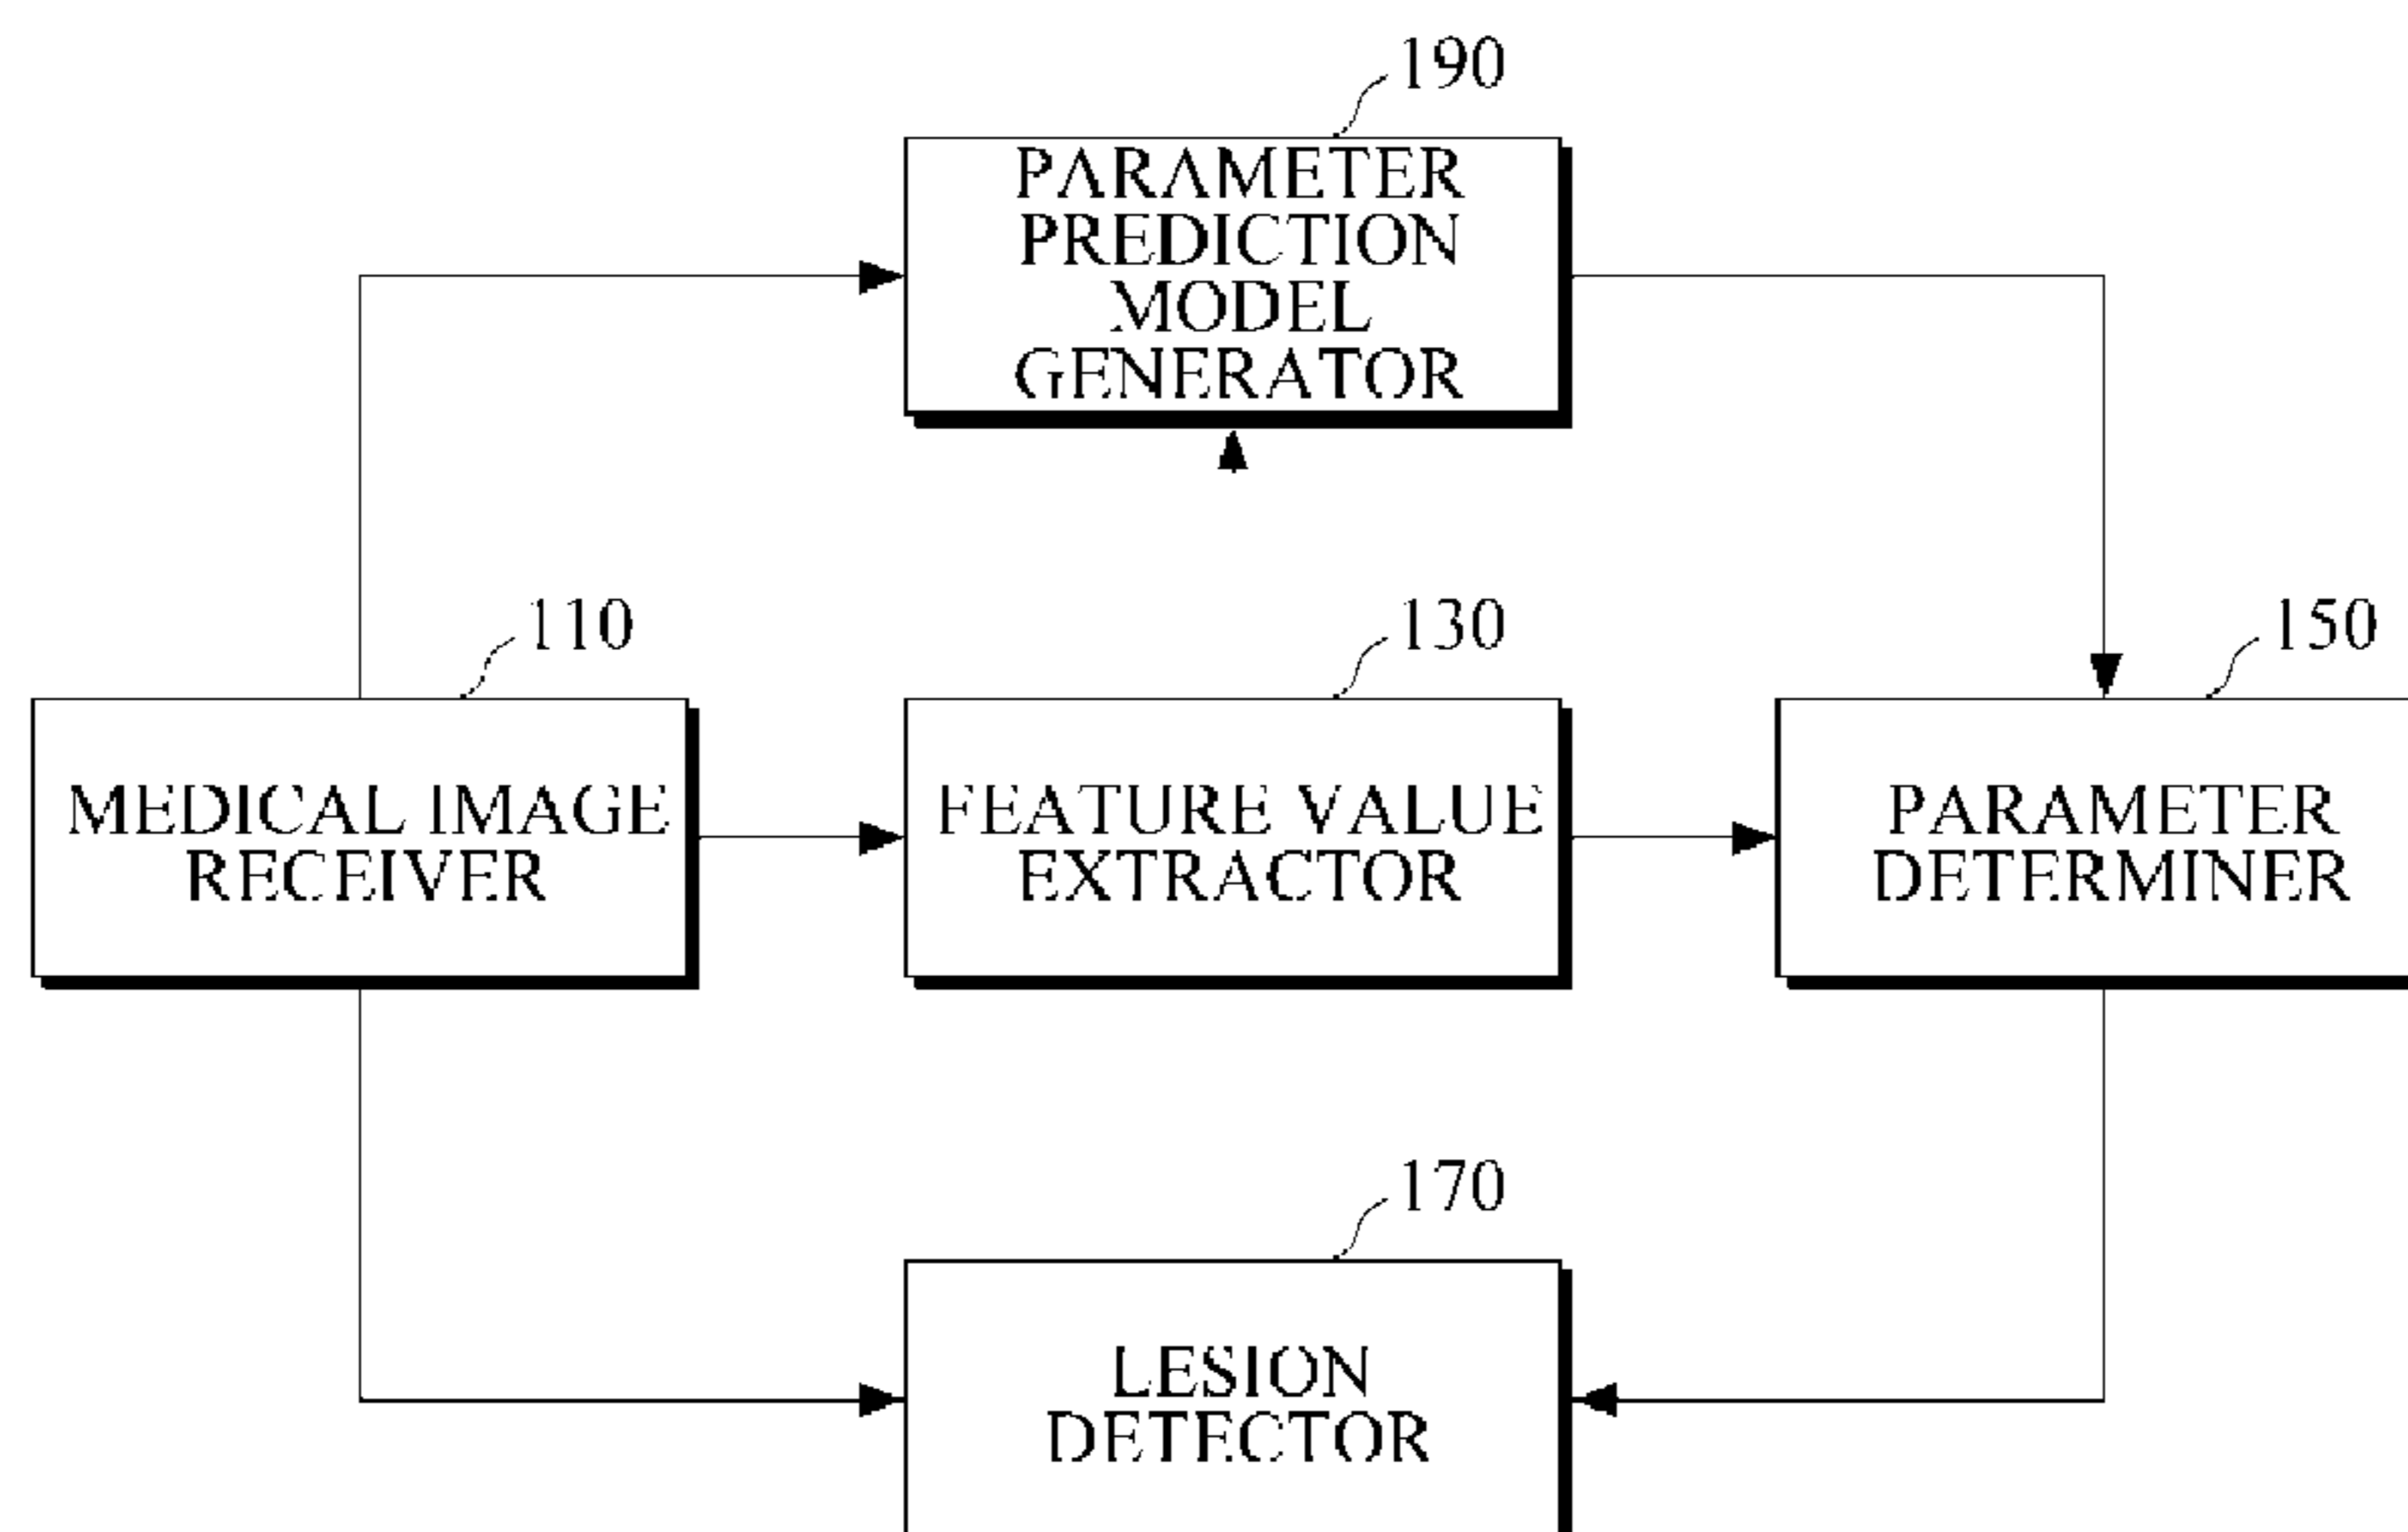 190
PARAMETER
PREDICTION
MODEL
GENERATOR
110
130
150
MEDICAL IMAGE
RECEIVER
FEATURE VALUE
EXTRACTOR
PARAMETER
DETERMINER
170
LESION
DETECTOR